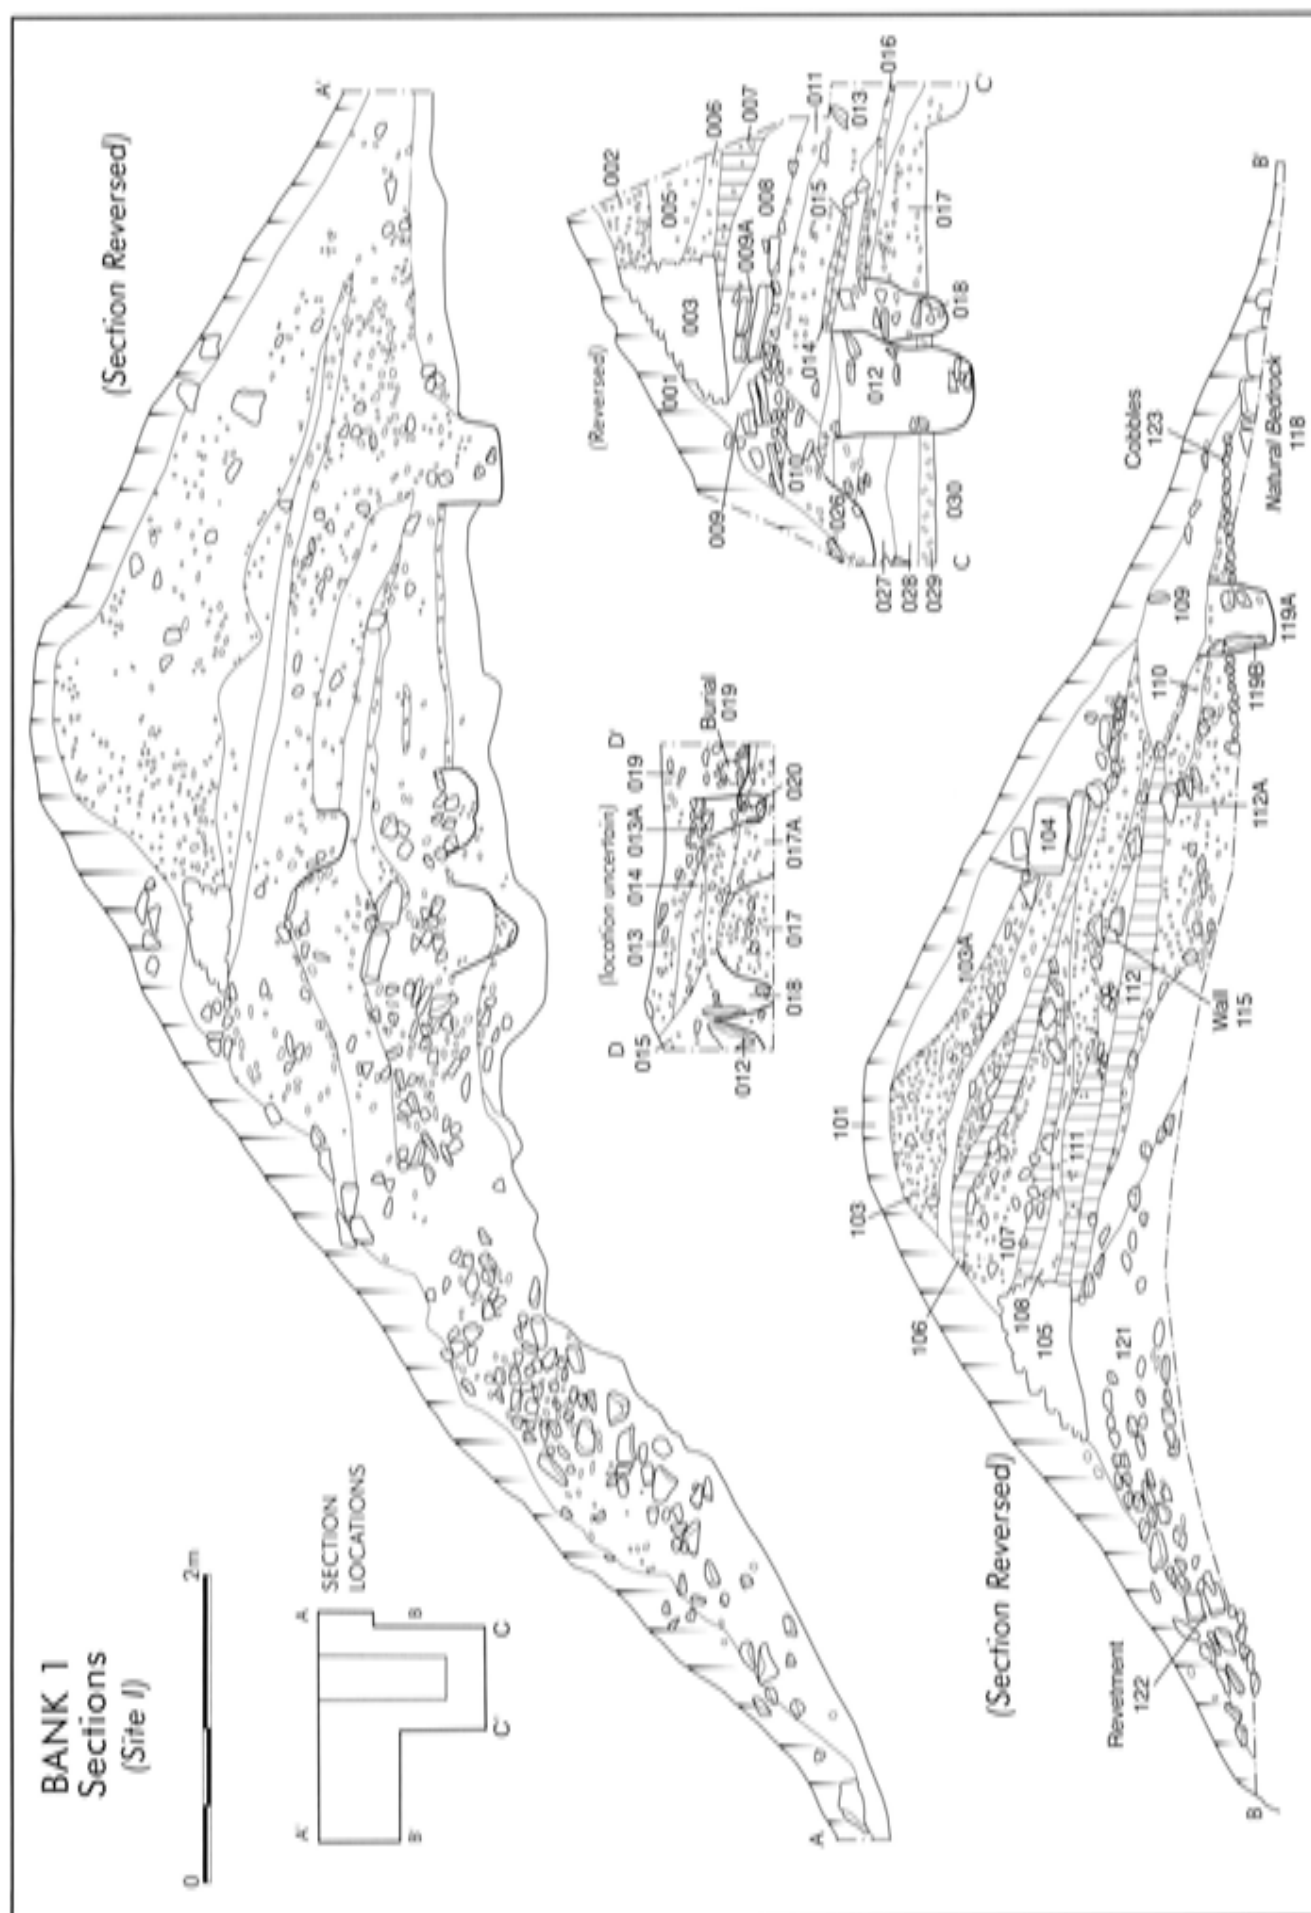 BANK 1
Sections
(Site I)
0
2m
SECTION
LOCATIONS
A'
A
B'
B
C'
C
(Section Reversed)
A
A'
D
(location uncertain)
D'
015
013
014
013A
019
Burial
019
012
018
017
017A
020
(Reversed)
001
002
003
005
006
007
008
009
009A
010
011
012
013
014
015
016
017
018
026
027
028
029
030
C
C'
(Section Reversed)
101
103
103A
104
105
106
107
108
109
110
111
112
112A
Wall
115
Cobbles
123
Natural Bedrock
118
119A
119B
121
Revetment
122
B
B'